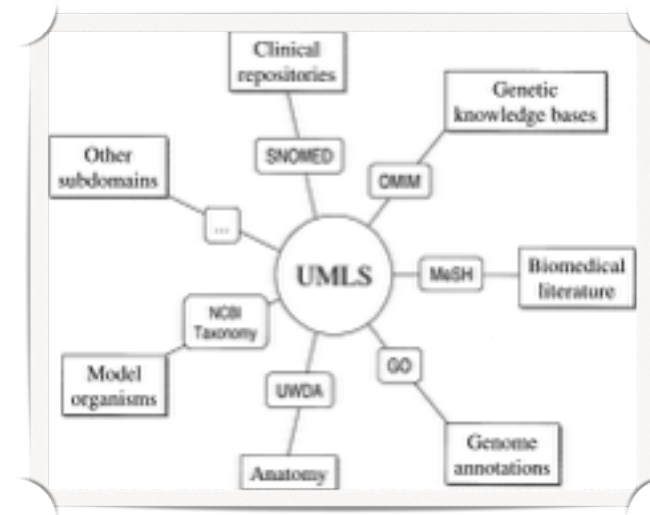 Clinical
repositories
Genetic
knowledge bases
SNOMED
Other
subdomains
OMIM
...
UMLS
MeSH
Biomedical
literature
NCBI
Taxonomy
GO
Model
organisms
UWDA
Genome
annotations
Anatomy